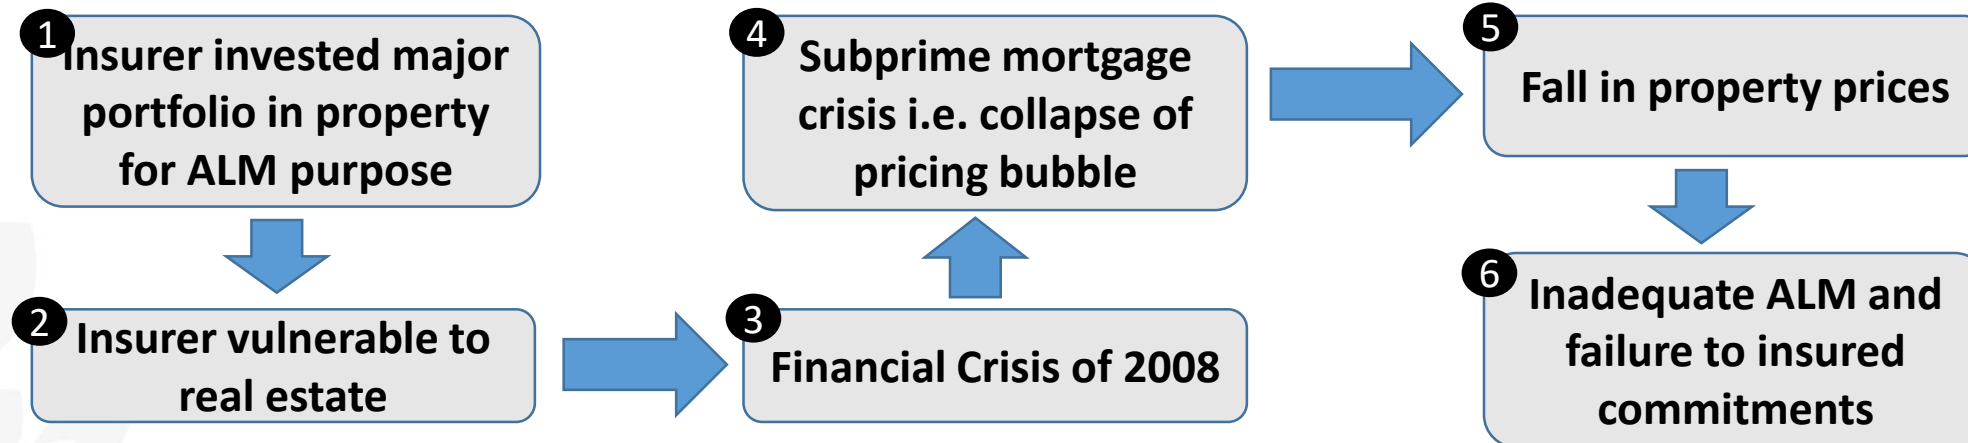 1
Insurer invested major
portfolio in property
for ALM purpose
2
Insurer vulnerable to
real estate
3
Financial Crisis of 2008
4
Subprime mortgage
crisis i.e. collapse of
pricing bubble
5
Fall in property prices
6
Inadequate ALM and
failure to insured
commitments